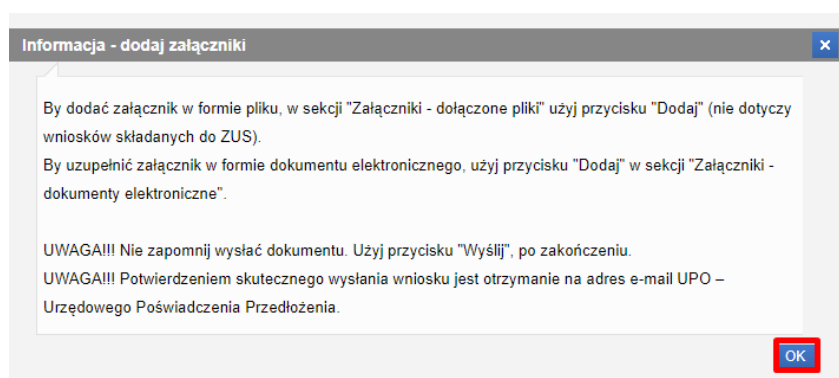 Informacja - dodaj załączniki
By dodać załącznik w formie pliku, w sekcji "Załączniki - dołączone pliki" użyj przycisku "Dodaj" (nie dotyczy
wniosków składanych do ZUS).
By uzupełnić załącznik w formie dokumentu elektronicznego, użyj przycisku "Dodaj" w sekcji "Załączniki -
dokumenty elektroniczne".
UWAGA!!! Nie zapomnij wysłać dokumentu. Użyj przycisku "Wyślij", po zakończeniu.
UWAGA!!! Potwierdzeniem skutecznego wysłania wniosku jest otrzymanie na adres e-mail UPO –
Urzędowego Poświadczenia Przedłożenia.
OK